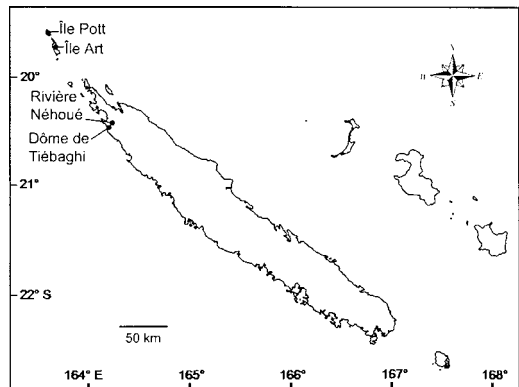 Île Pott
Île Art
20°
Rivière
Néhoué
Dôme de
Tiébaghi
N
E
S
21°
22° S
50 km
164° E
165°
166°
167°
168°